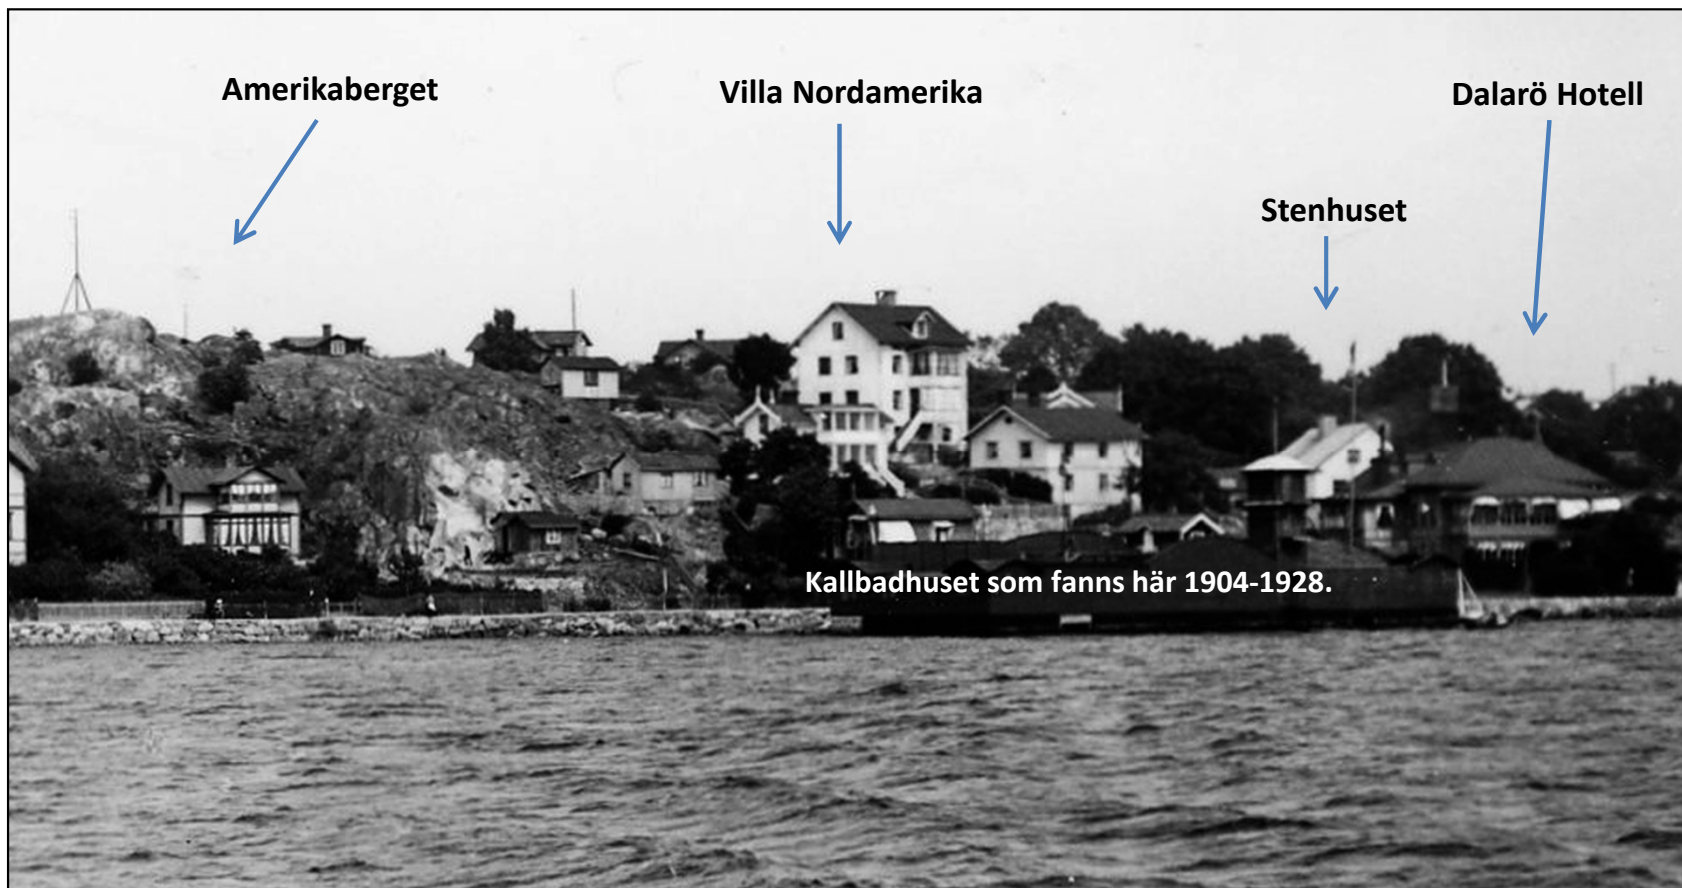 Amerikaberget
Villa Nordamerika
Dalarö Hotell
Stenhuset
Kallbadhuset som fanns här 1904-1928.